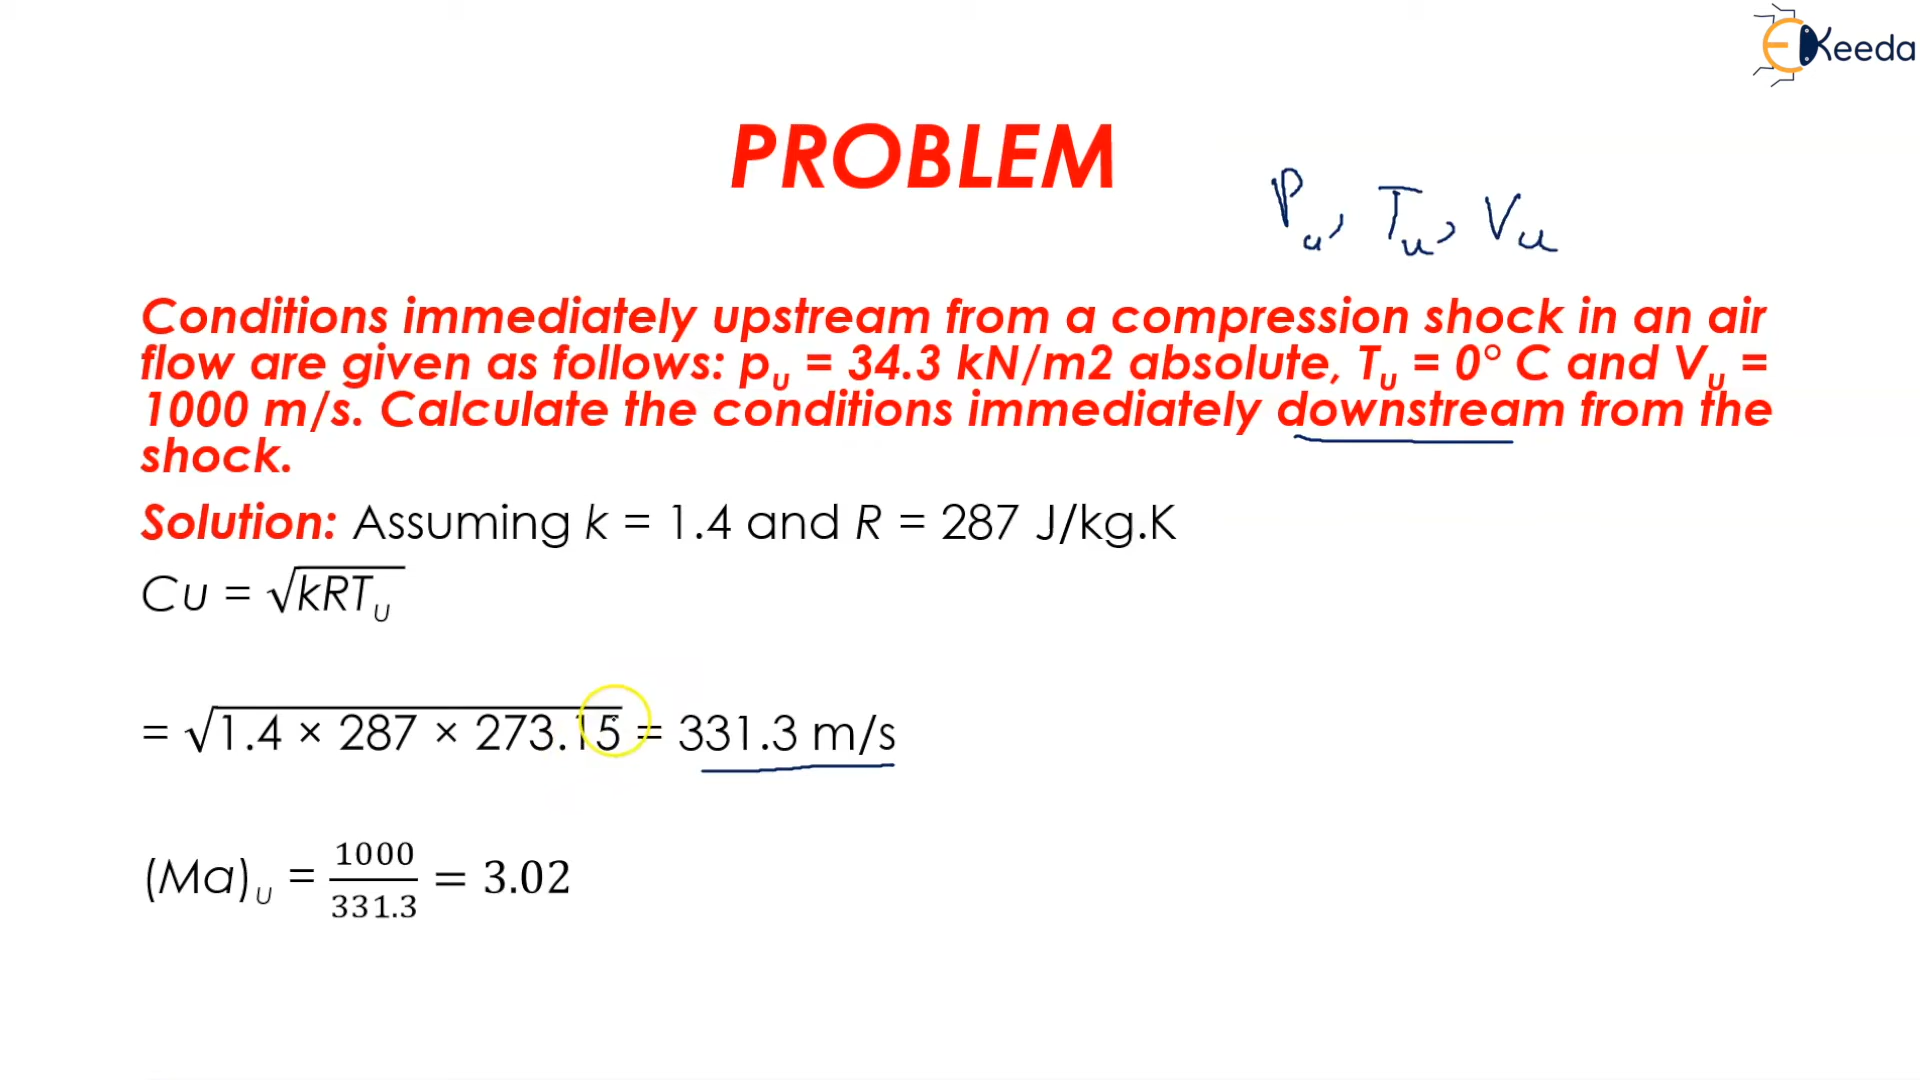 EKeeda
PROBLEM
Pu, Tu, Vu
Conditions immediately upstream from a compression shock in an air
flow are given as follows: pu = 34.3 kN/m2 absolute, Tu = 0° C and Vu =
1000 m/s. Calculate the conditions immediately downstream from the
shock.
Solution: Assuming k = 1.4 and R = 287 J/kg.K
Cu = √kRTU
= √1.4 × 287 × 273.15 = 331.3 m/s
(Ma)U = 1000/331.3 = 3.02